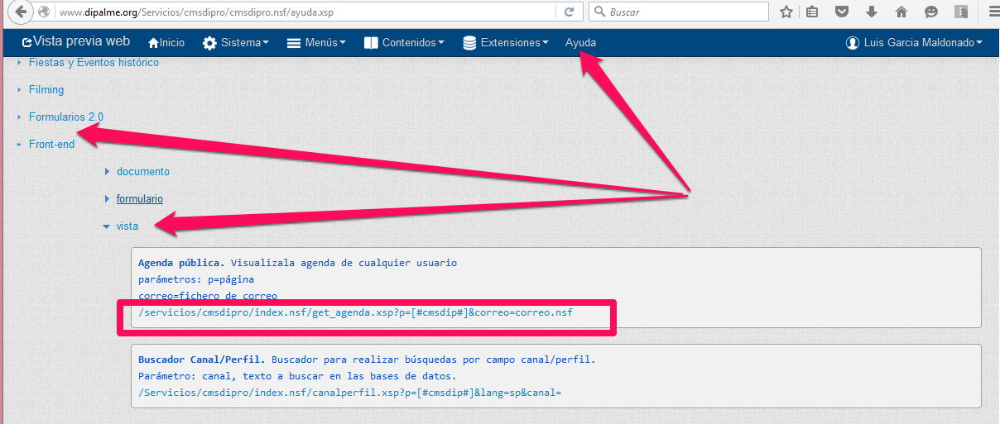 www.dipalme.org/Servicios/cmsdipro/cmsdipro.nsf/ayuda.xsp
Buscar
Vista previa web Inicio Sistema Menús Contenidos Extensiones Ayuda Luis Garcia Maldonado
Fiestas y Eventos histórico
Filming
Formularios 2.0
Front-end
documento
formulario
vista
Agenda pública. Visualizala agenda de cualquier usuario
parámetros: p=página
correo=fichero de correo
/servicios/cmsdipro/index.nsf/get_agenda.xsp?p=[#cmsdip#]&correo=correo.nsf
Buscador Canal/Perfil. Buscador para realizar búsquedas por campo canal/perfil.
Parámetro: canal, texto a buscar en las bases de datos.
/Servicios/cmsdipro/index.nsf/canalperfil.xsp?p=[#cmsdip#]&lang=sp&canal=